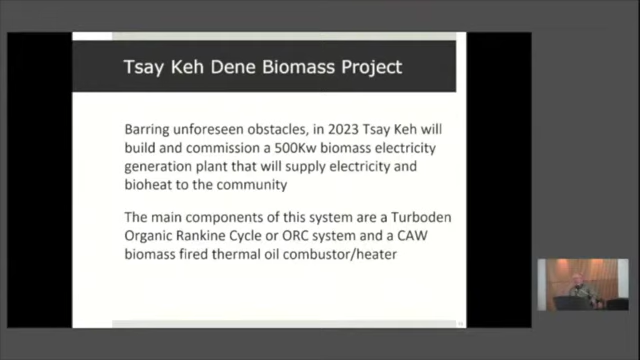 Tsay Keh Dene Biomass Project
Barring unforeseen obstacles, in 2023 Tsay Keh will
build and commission a 500Kw biomass electricity
generation plant that will supply electricity and
bioheat to the community
The main components of this system are a Turboden
Organic Rankine Cycle or ORC system and a CAW
biomass fired thermal oil combustor/heater